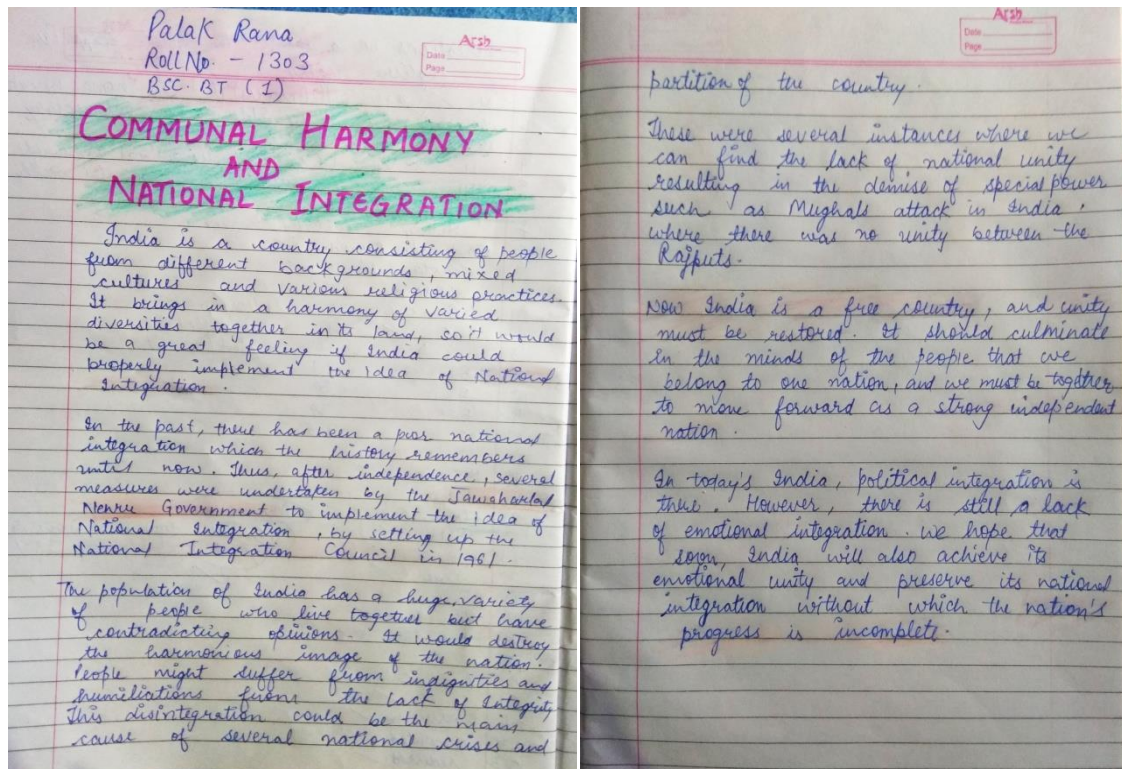 Palak Rana
Roll No. - 1303
BSC. BT (1)
Arsh
Date
Page
COMMUNAL HARMONY
AND
NATIONAL INTEGRATION
India is a country consisting of people
from different backgrounds, mixed
cultures and various religious practices.
It brings in a harmony of varied
diversities together in its land, so it would
be a great feeling if India could
properly implement the idea of National
Integration.
In the past, there has been a poor national
integration which the history remembers
until now. Thus, after independence, several
measures were undertaken by the Jawaharlal
Nehru Government to implement the idea of
National Integration, by setting up the
National Integration Council in 1961.
The population of India has a huge variety
of people who live together but have
contradicting opinions. It would destroy
the harmonious image of the nation.
People might suffer from indignities and
humiliations from the lack of Integrity
This disintegration could be the main
cause of several national crises and
Arsh
Date
Page
partition of the country.
These were several instances where we
can find the lack of national unity
resulting in the demise of special power
such as Mughals attack in India,
where there was no unity between the
Rajputs.
Now India is a free country, and unity
must be restored. It should culminate
in the minds of the people that we
belong to one nation, and we must be together
to move forward as a strong independent
nation.
In today's India, political integration is
there. However, there is still a lack
of emotional integration. we hope that
soon, India will also achieve its
emotional unity and preserve its national
integration without which the nation's
progress is incomplete.